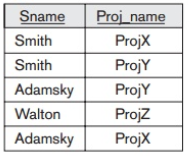 Sname Proj_name
Smith ProjX
Smith ProjY
Adamsky ProjY
Walton ProjZ
Adamsky ProjX